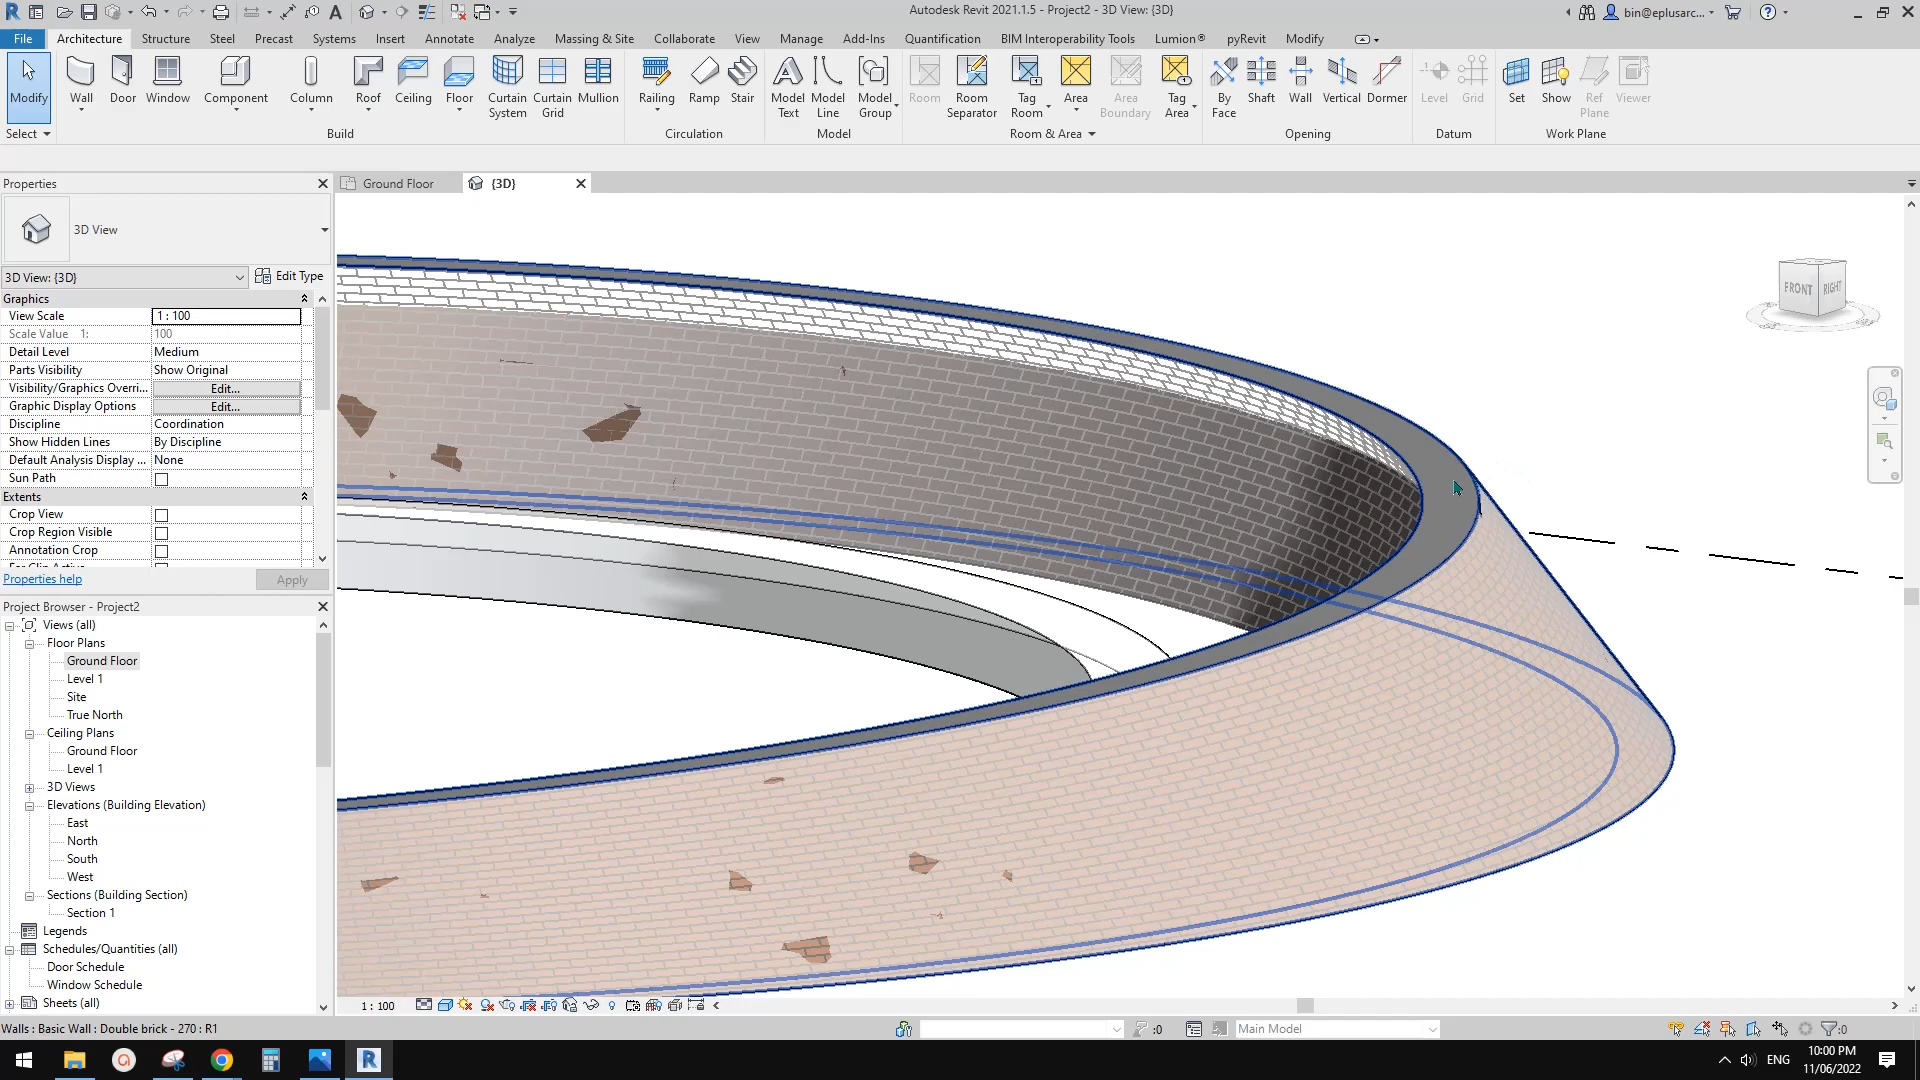 Autodesk Revit 2021.1.5 - Project2 - 3D View: {3D}
bin@eplusarc...
File Architecture Structure Steel Precast Systems Insert Annotate Analyze Massing & Site Collaborate View Manage Add-Ins Quantification BIM Interoperability Tools Lumion® pyRevit Modify
Modify Wall Door Window Component Column Roof Ceiling Floor Curtain System Curtain Grid Mullion Railing Ramp Stair Model Text Model Line Model Group Room Room Separator Tag Room Area Area Boundary Tag Area By Face Shaft Wall Vertical Dormer Level Grid Set Show Ref Plane Viewer
Select Build Circulation Model Room & Area Opening Datum Work Plane
Properties
Ground Floor
{3D}
3D View
3D View: {3D}
Edit Type
Graphics
View Scale 1 : 100
Scale Value 1: 100
Detail Level Medium
Parts Visibility Show Original
Visibility/Graphics Overri... Edit...
Graphic Display Options Edit...
Discipline Coordination
Show Hidden Lines By Discipline
Default Analysis Display ... None
Sun Path
Extents
Crop View
Crop Region Visible
Annotation Crop
Properties help
Apply
FRONT
RIGHT
Project Browser - Project2
Views (all)
Floor Plans
Ground Floor
Level 1
Site
True North
Ceiling Plans
Ground Floor
Level 1
3D Views
Elevations (Building Elevation)
East
North
South
West
Sections (Building Section)
Section 1
Legends
Schedules/Quantities (all)
Door Schedule
Window Schedule
Sheets (all)
1 : 100
Walls : Basic Wall : Double brick - 270 : R1
:0
Main Model
:0
ENG
10:00 PM
11/06/2022